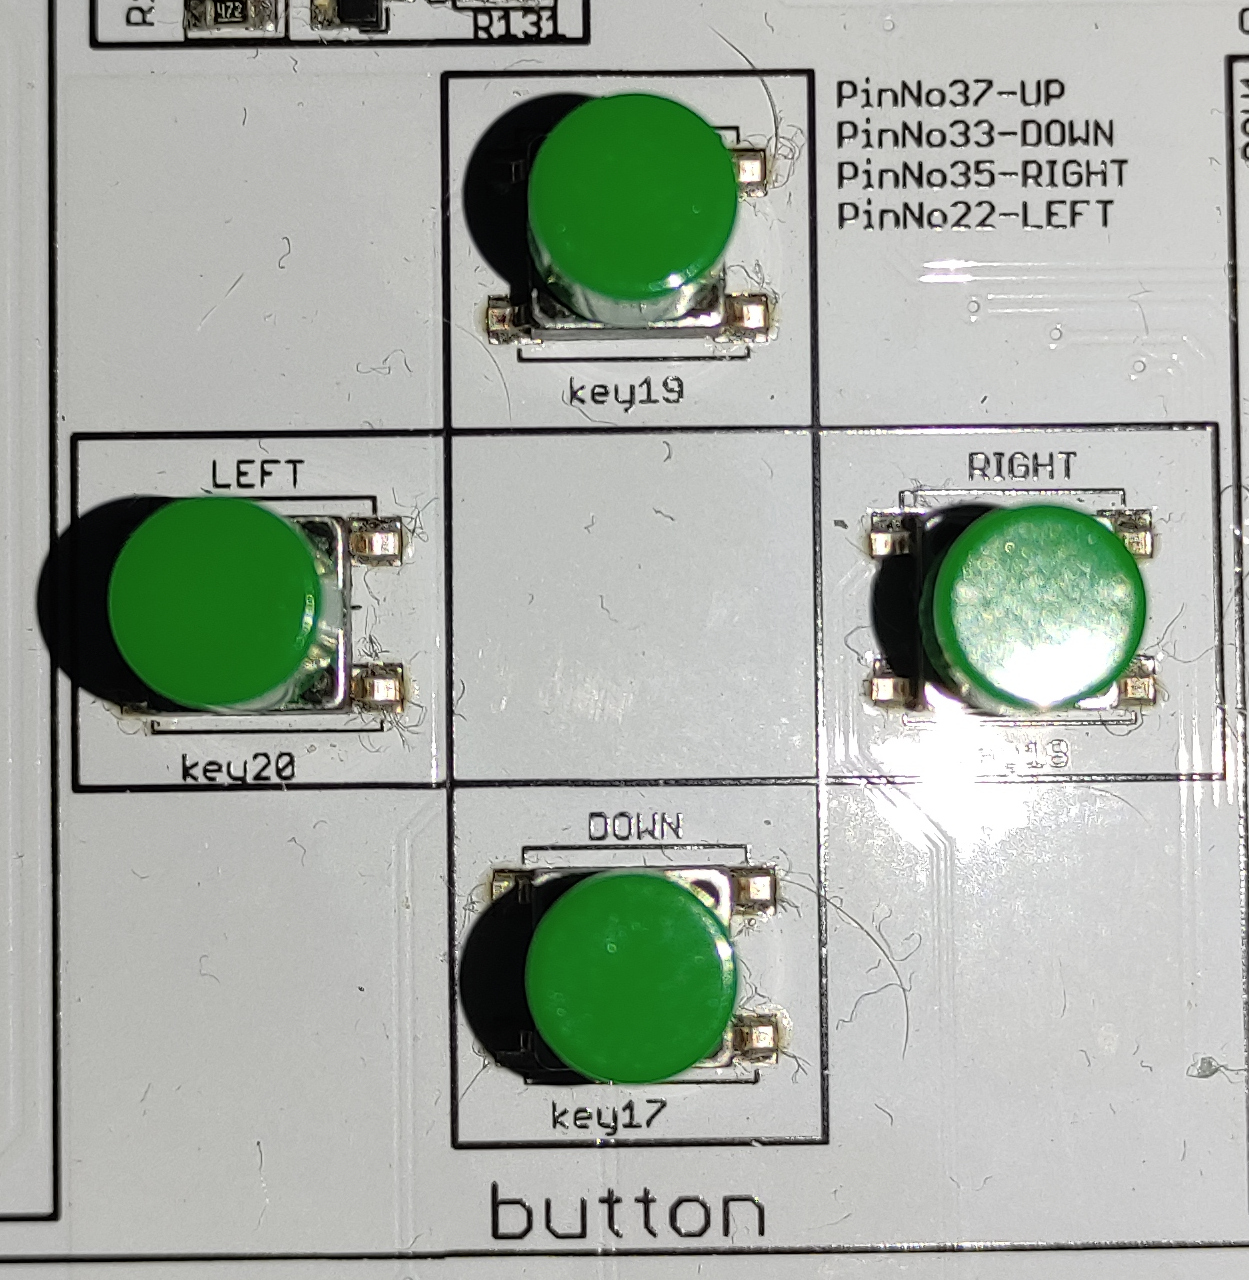 472
R131
PinNo37-UP
PinNo33-DOWN
PinNo35-RIGHT
PinNo22-LEFT
key19
LEFT
RIGHT
key20
DOWN
key17
button